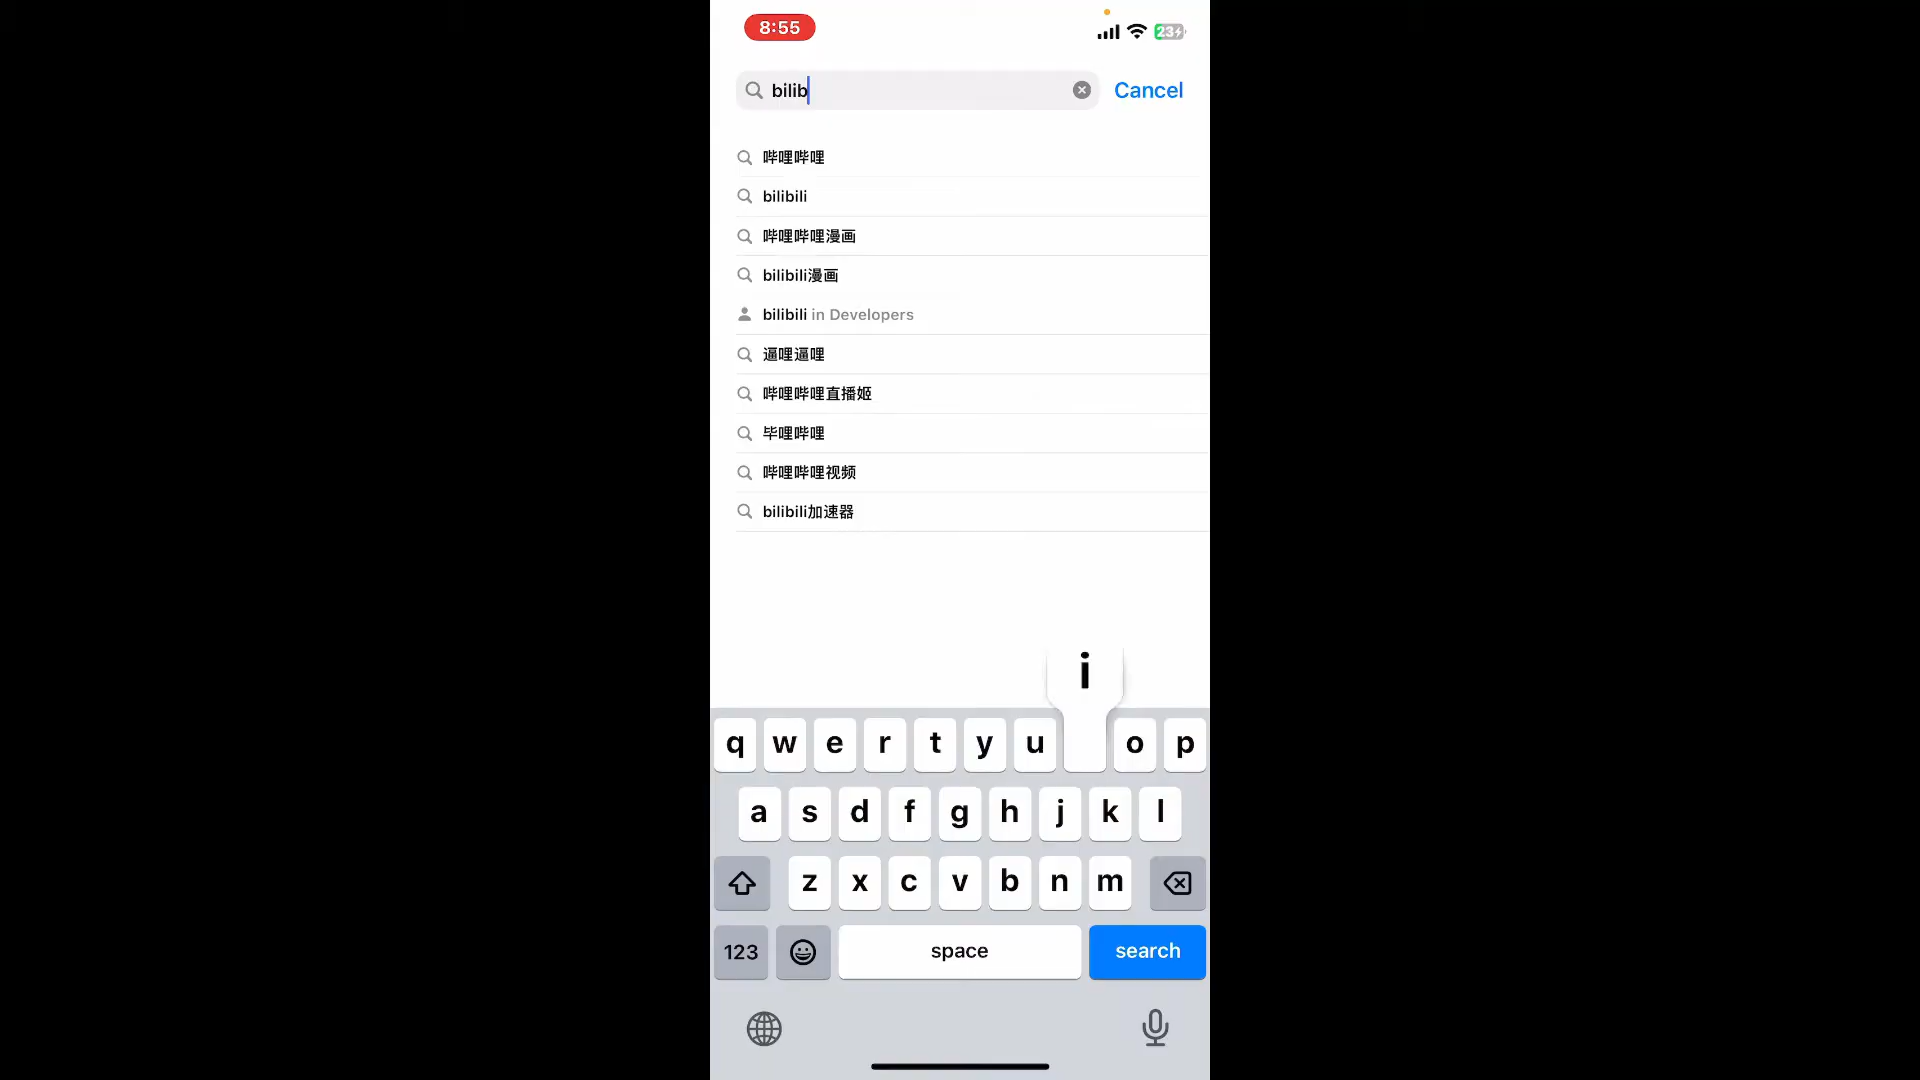 8:55
23
bilib
Cancel
哔哩哔哩
bilibili
哔哩哔哩漫画
bilibili漫画
bilibili in Developers
逼哩逼哩
哔哩哔哩直播姬
毕哩哔哩
哔哩哔哩视频
bilibili加速器
i
q w e r t y u o p
a s d f g h j k l
z x c v b n m
123 space search